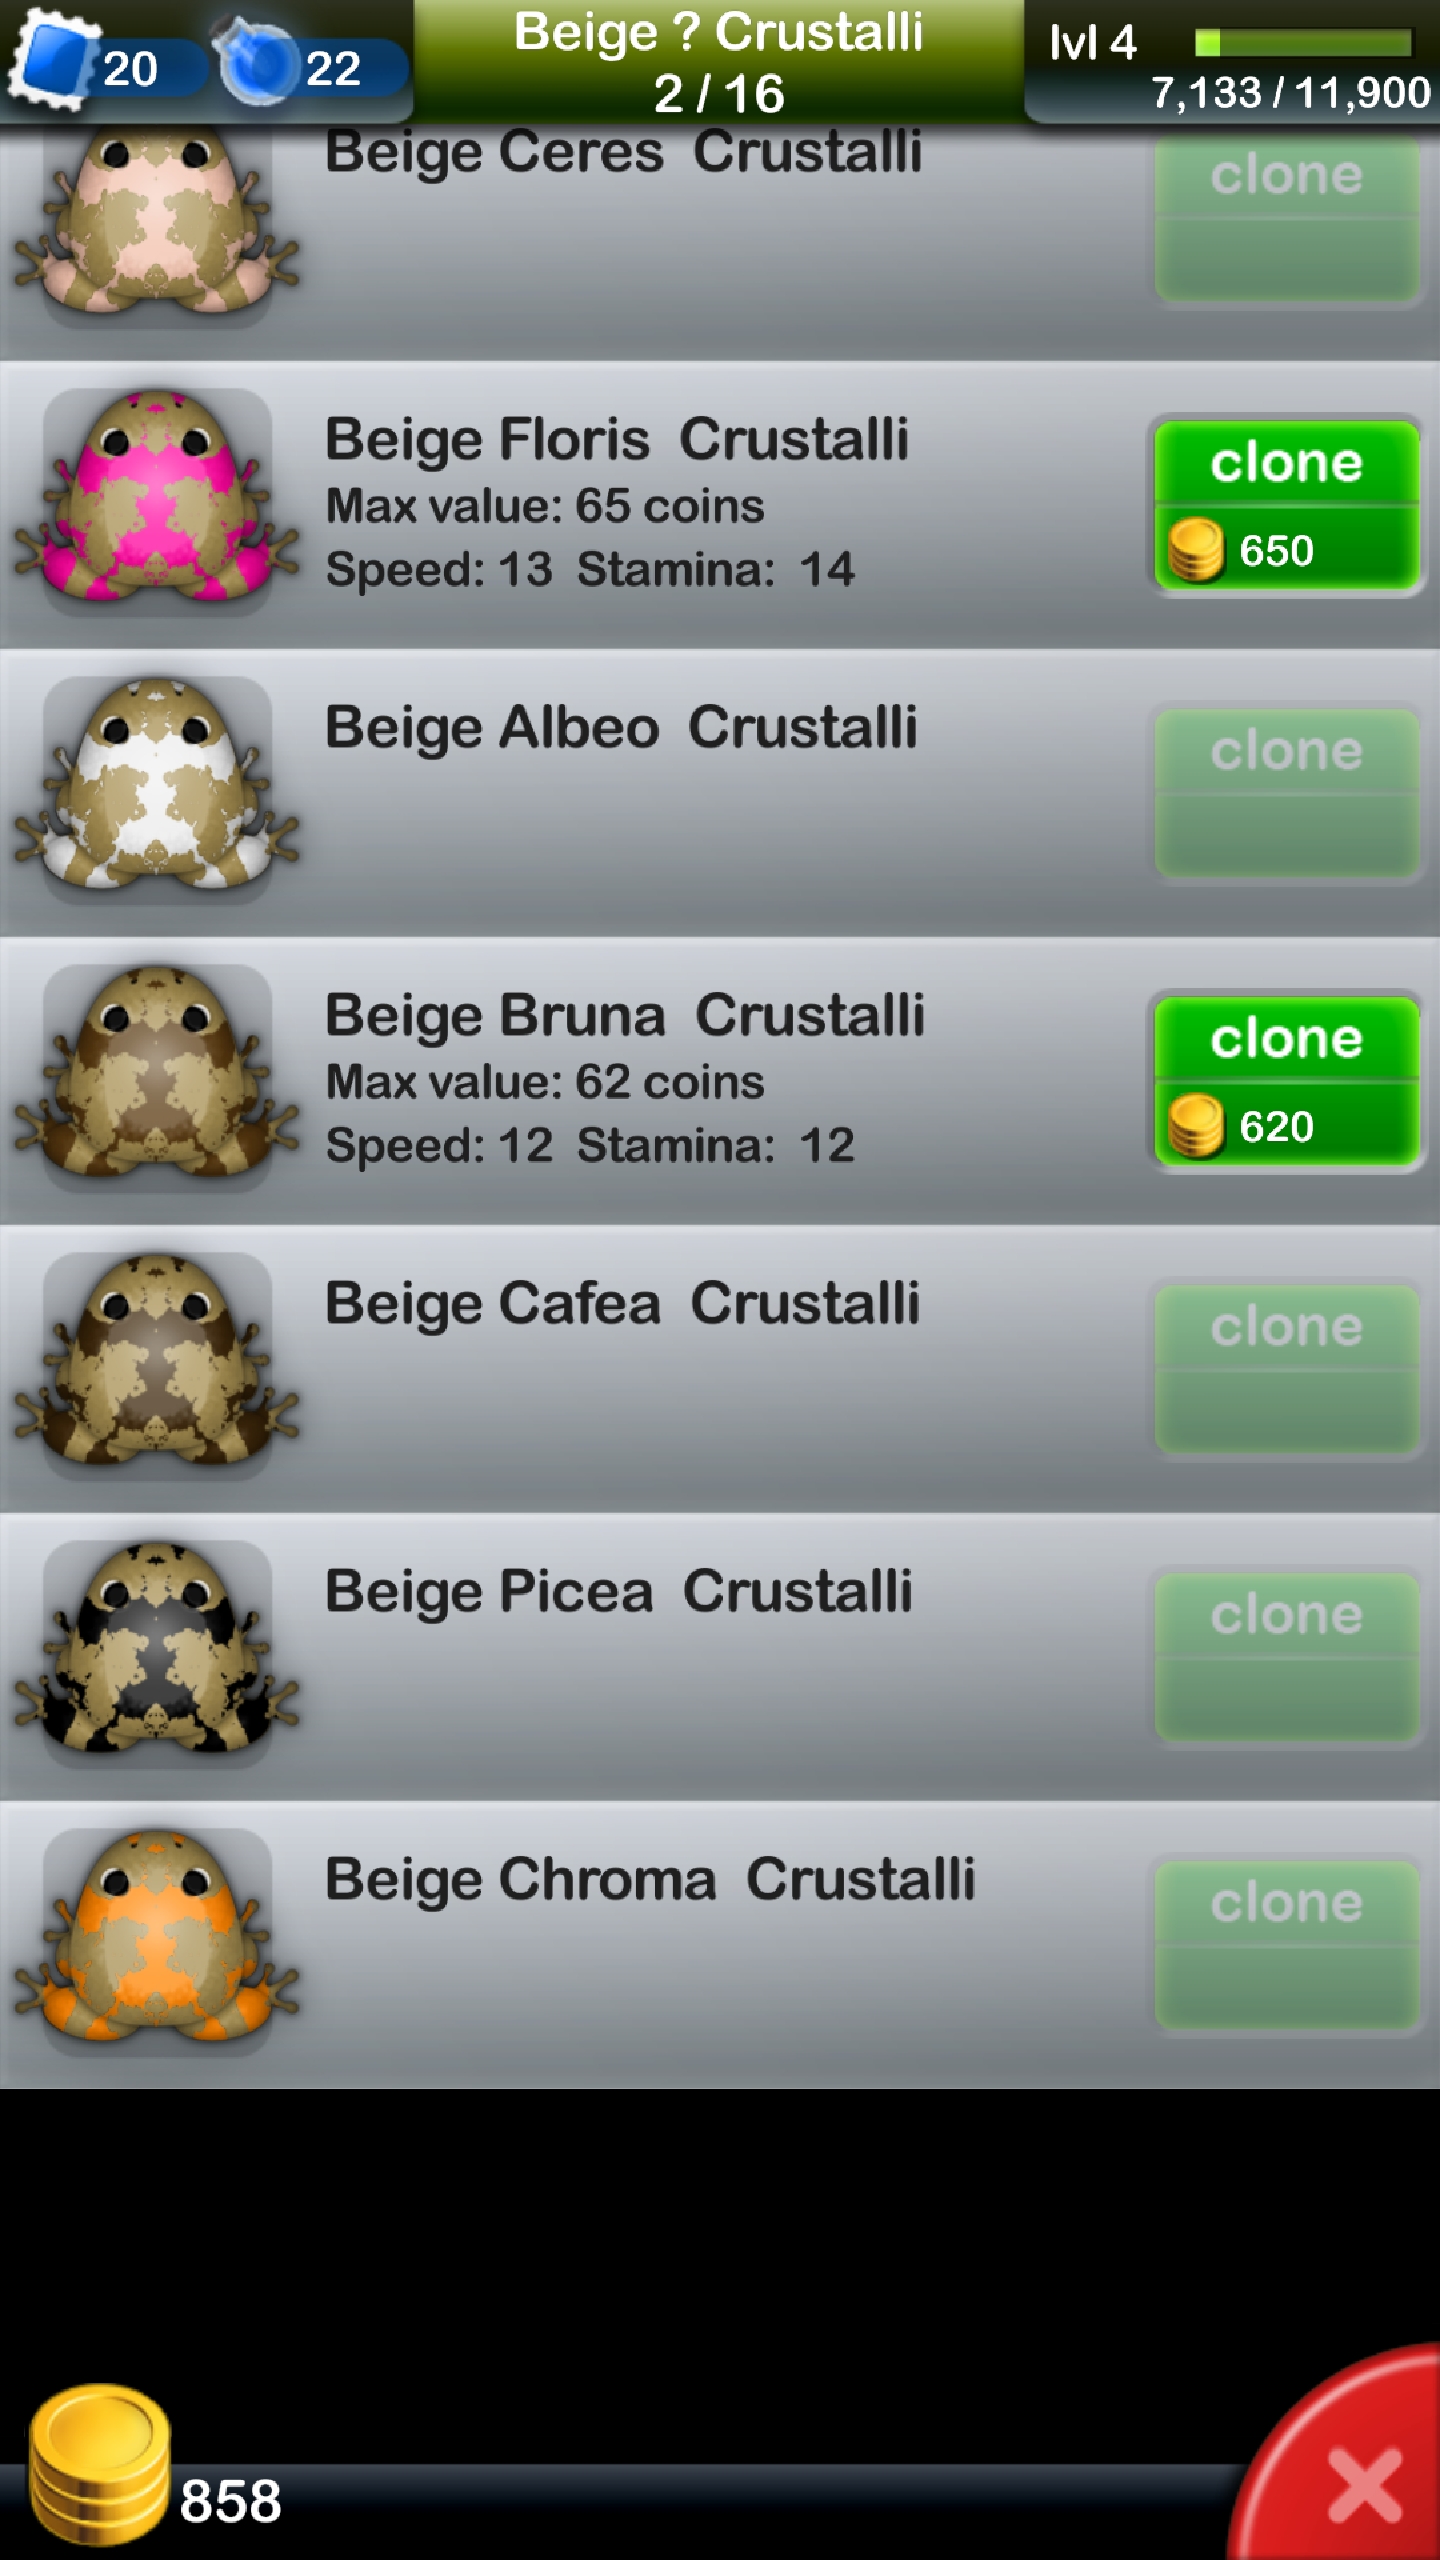 20
22
Beige ? Crustalli
2 / 16
lvl 4
7,133 / 11,900
Beige Ceres Crustalli
clone
Beige Floris Crustalli
Max value: 65 coins
Speed: 13 Stamina: 14
clone
650
Beige Albeo Crustalli
clone
Beige Bruna Crustalli
Max value: 62 coins
Speed: 12 Stamina: 12
clone
620
Beige Cafea Crustalli
clone
Beige Picea Crustalli
clone
Beige Chroma Crustalli
clone
858